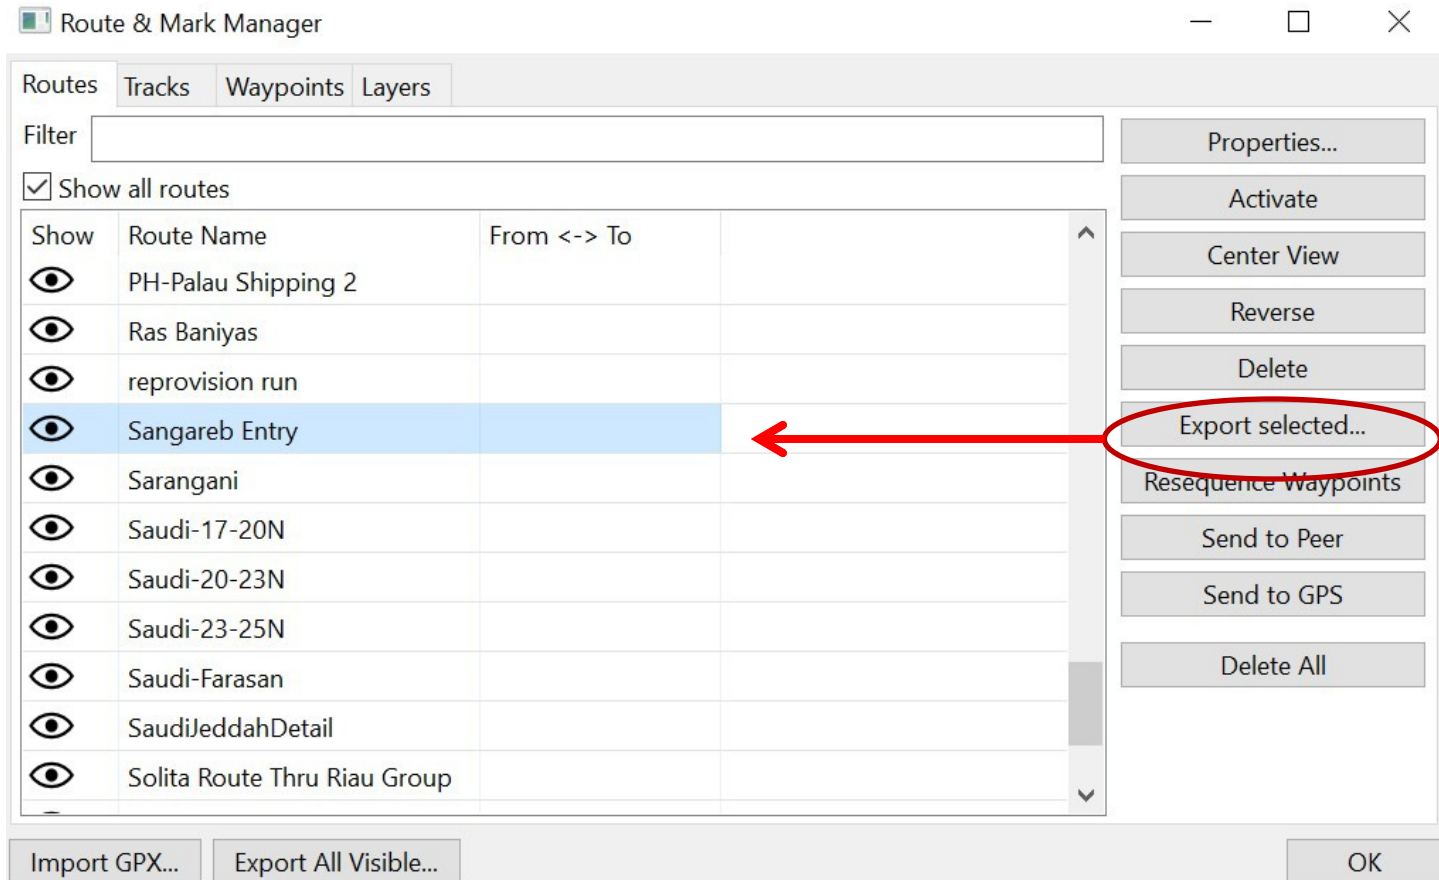 Route & Mark Manager
Routes Tracks Waypoints Layers
Filter
Show all routes
Show Route Name From <-> To
PH-Palau Shipping 2
Ras Baniyas
reprovision run
Sangareb Entry
Sarangani
Saudi-17-20N
Saudi-20-23N
Saudi-23-25N
Saudi-Farasan
SaudiJeddahDetail
Solita Route Thru Riau Group
Properties...
Activate
Center View
Reverse
Delete
Export selected...
Resequence Waypoints
Send to Peer
Send to GPS
Delete All
Import GPX... Export All Visible... OK